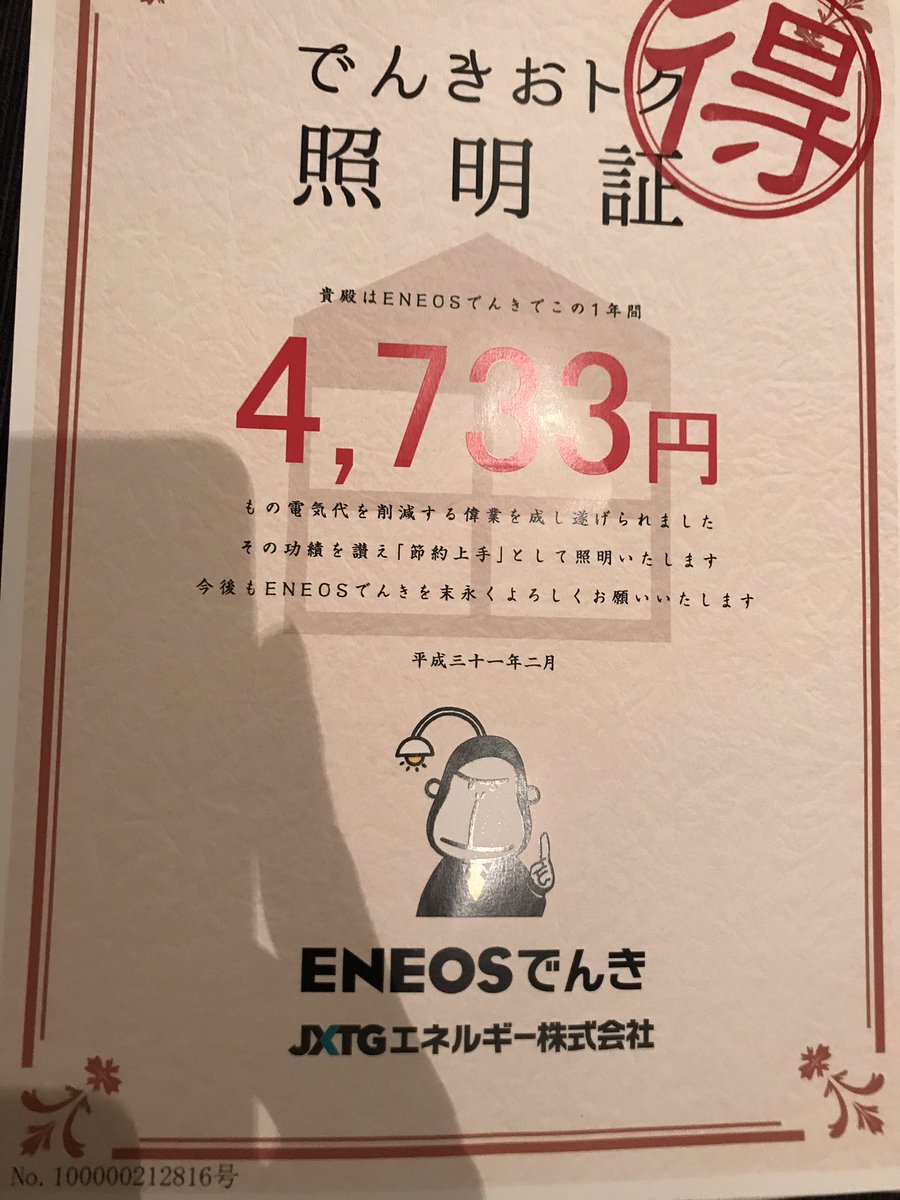 でんきおトク
得
照明証
貴殿はENEOSでんきでこの1年間
4,733円
もの電気代を削減する偉業を成し遂げられました
その功績を讃え「節約上手」として照明いたします
今後もENEOSでんきを末永くよろしくお願いいたします
平成三十一年二月
ENEOSでんき
JXTGエネルギー株式会社
No. 100000212816号